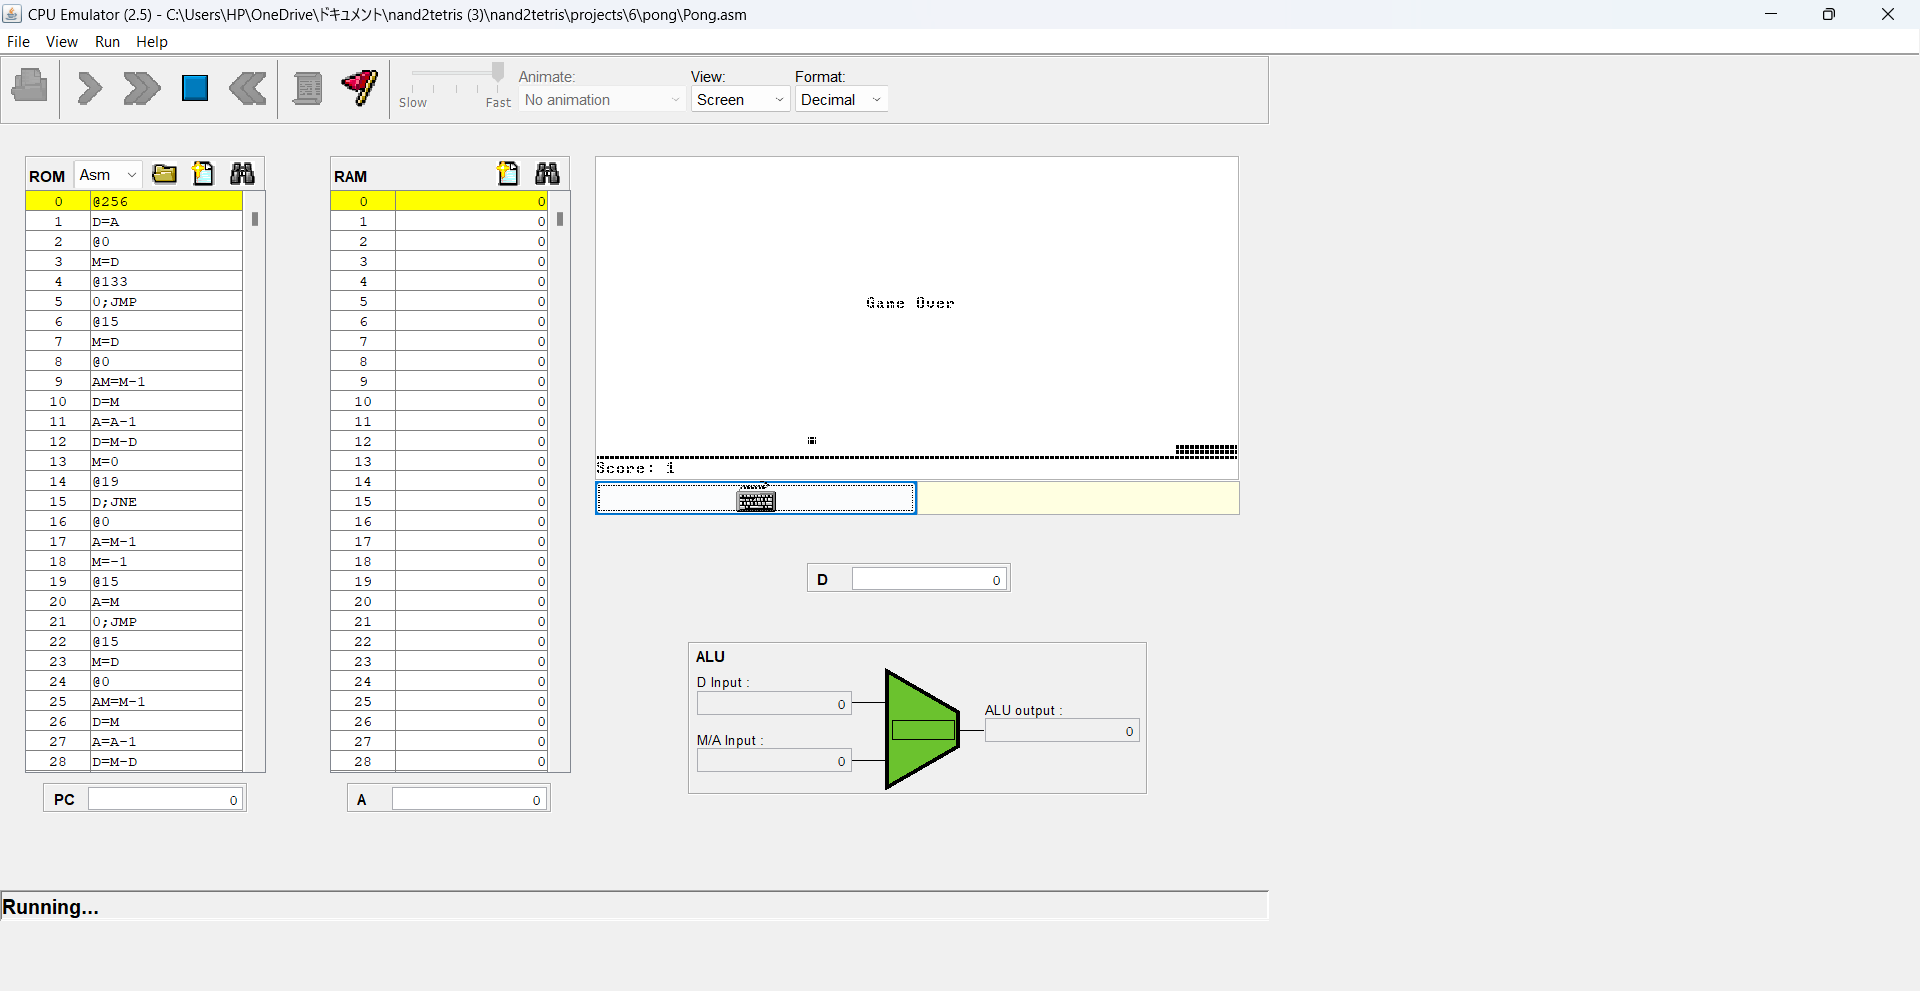 CPU Emulator (2.5) - C:\Users\HP\OneDrive\ドキュメント\nand2tetris (3)\nand2tetris\projects\6\pong\Pong.asm
File View Run Help
Slow Fast
Animate:
No animation
View:
Screen
Format:
Decimal
ROM Asm
0 @256
1 D=A
2 @0
3 M=D
4 @133
5 0;JMP
6 @15
7 M=D
8 @0
9 AM=M-1
10 D=M
11 A=A-1
12 D=M-D
13 M=0
14 @19
15 D;JNE
16 @0
17 A=M-1
18 M=-1
19 @15
20 A=M
21 0;JMP
22 @15
23 M=D
24 @0
25 AM=M-1
26 D=M
27 A=A-1
28 D=M-D
PC 0
RAM
0 0
1 0
2 0
3 0
4 0
5 0
6 0
7 0
8 0
9 0
10 0
11 0
12 0
13 0
14 0
15 0
16 0
17 0
18 0
19 0
20 0
21 0
22 0
23 0
24 0
25 0
26 0
27 0
28 0
A 0
Game Over
Score: 1
D 0
ALU
D Input :
0
M/A Input :
0
ALU output :
0
Running...